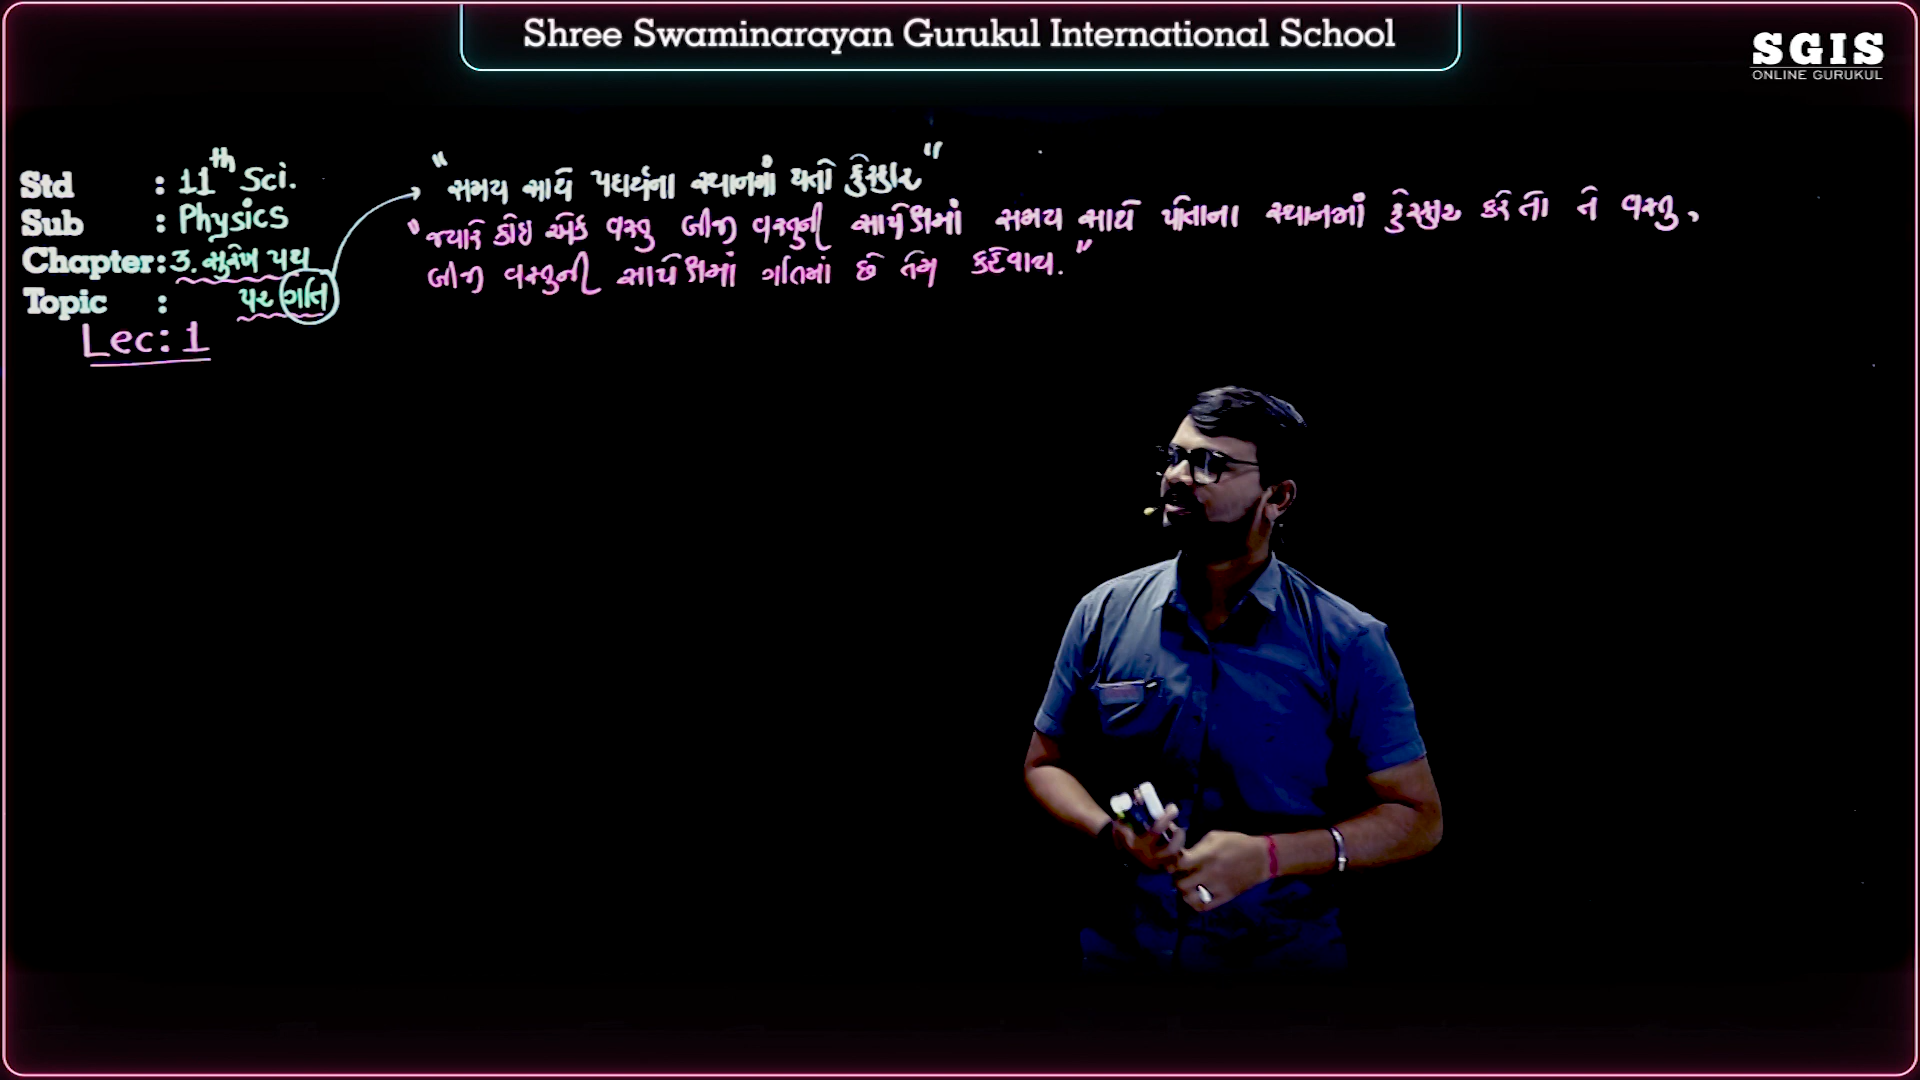 Shree Swaminarayan Gurukul International School
SGIS
ONLINE GURUKUL
Std : 11th Sci.
Sub : Physics
Chapter: 3. સુરેખ પથ
Topic : પર ગતિ
Lec: 1
"સમય સાથે પદાર્થના સ્થાનમાં થતો ફેરફાર"
"જ્યારે કોઇ એક વસ્તુ બીજી વસ્તુની સાપેક્ષમાં સમય સાથે પોતાના સ્થાનમાં ફેરફાર કરે તો તે વસ્તુ,
બીજી વસ્તુની સાપેક્ષમાં ગતિમાં છે તેમ કહેવાય."